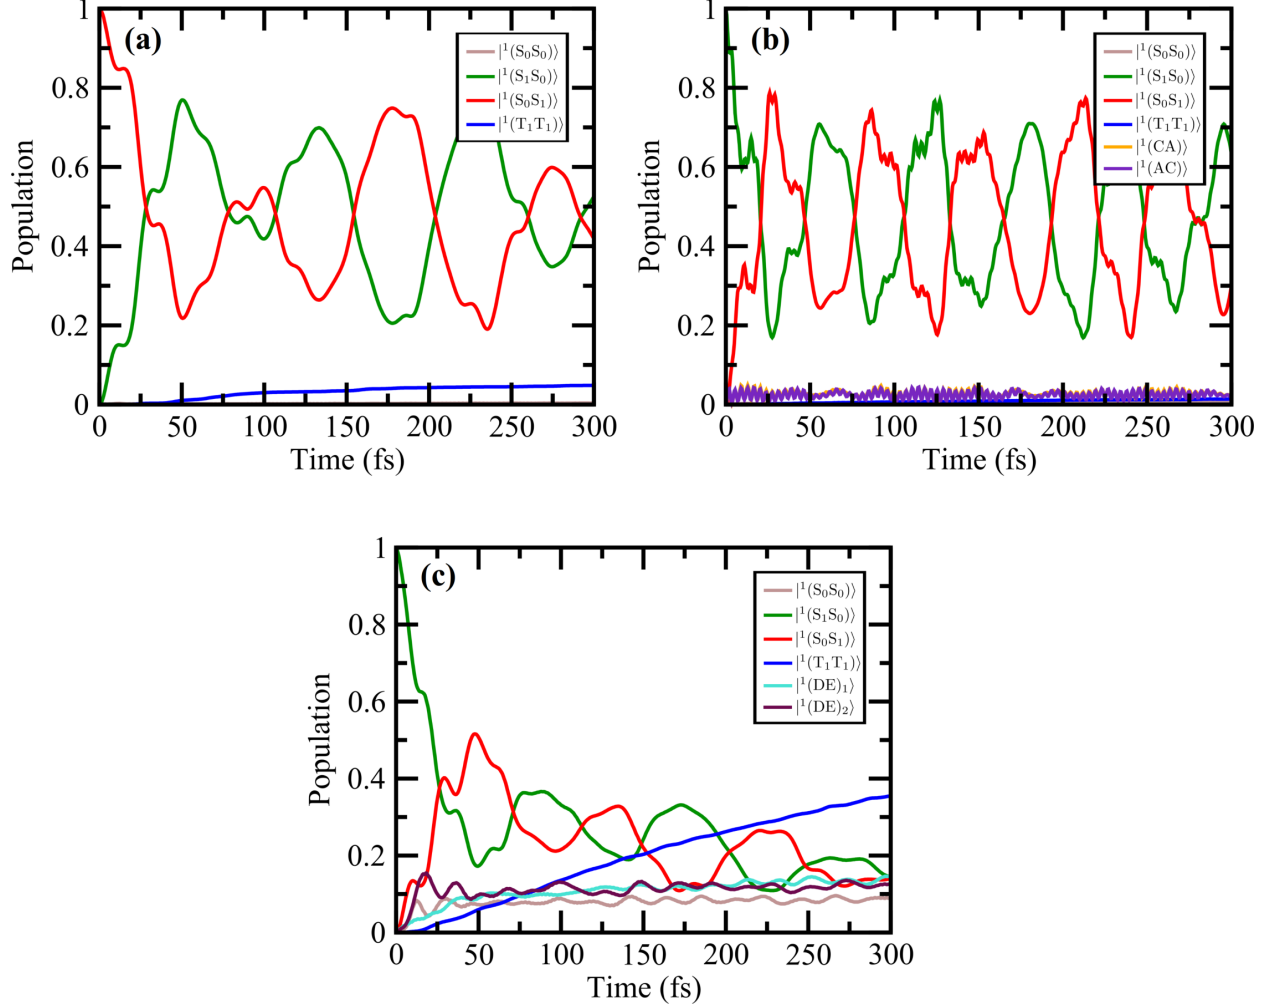 (a)
|¹(S₀S₀)⟩
|¹(S₁S₀)⟩
|¹(S₀S₁)⟩
|¹(T₁T₁)⟩
1
0.8
0.6
0.4
0.2
0
Population
0 50 100 150 200 250 300
Time (fs)
(b)
|¹(S₀S₀)⟩
|¹(S₁S₀)⟩
|¹(S₀S₁)⟩
|¹(T₁T₁)⟩
|¹(CA)⟩
|¹(AC)⟩
1
0.8
0.6
0.4
0.2
0
Population
0 50 100 150 200 250 300
Time (fs)
(c)
|¹(S₀S₀)⟩
|¹(S₁S₀)⟩
|¹(S₀S₁)⟩
|¹(T₁T₁)⟩
|¹(DE)₁⟩
|¹(DE)₂⟩
1
0.8
0.6
0.4
0.2
0
Population
0 50 100 150 200 250 300
Time (fs)